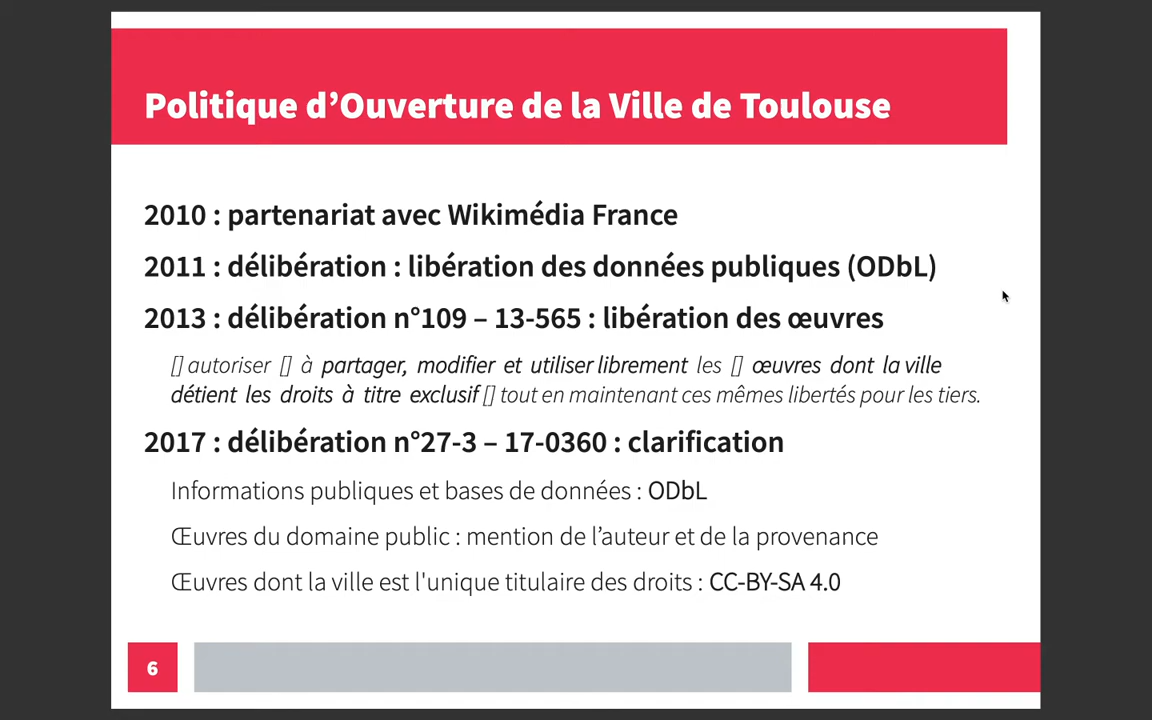 Politique d’Ouverture de la Ville de Toulouse
2010 : partenariat avec Wikimédia France
2011 : délibération : libération des données publiques (ODbL)
2013 : délibération n°109 – 13-565 : libération des œuvres
[] autoriser [] à partager, modifier et utiliser librement les [] œuvres dont la ville
détient les droits à titre exclusif [] tout en maintenant ces mêmes libertés pour les tiers.
2017 : délibération n°27-3 – 17-0360 : clarification
Informations publiques et bases de données : ODbL
Œuvres du domaine public : mention de l’auteur et de la provenance
Œuvres dont la ville est l'unique titulaire des droits : CC-BY-SA 4.0
6